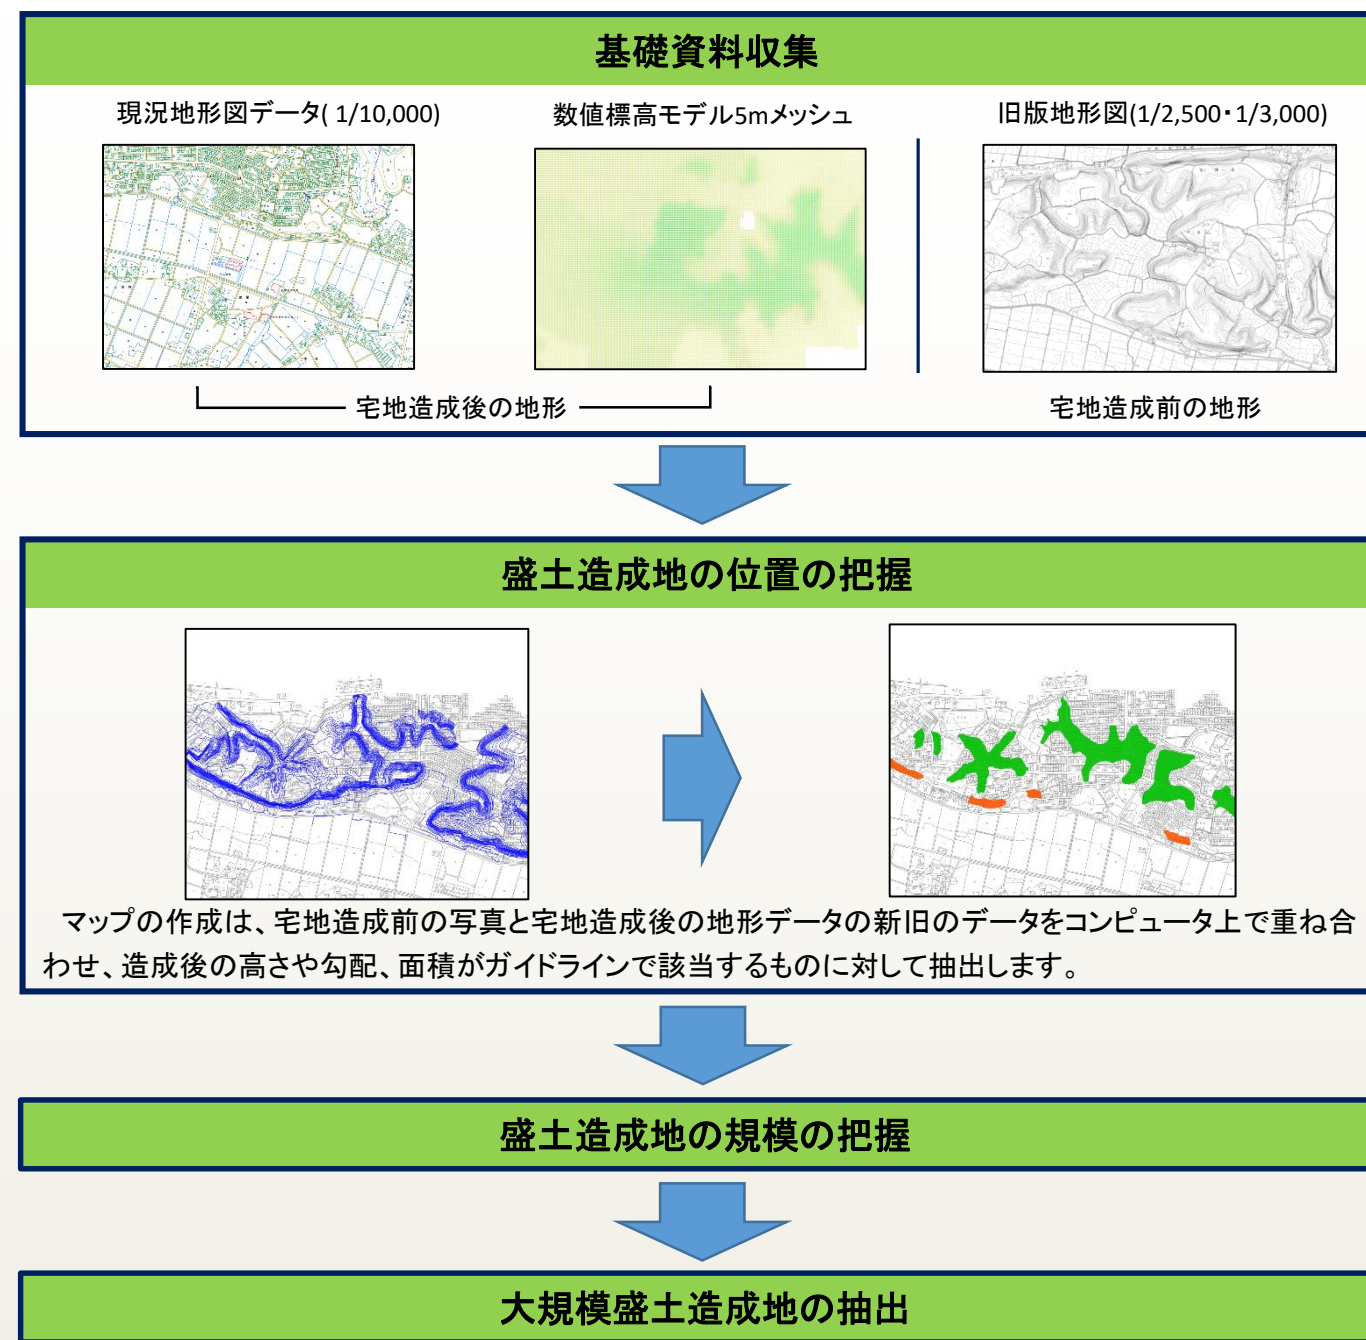 基礎資料収集
現況地形図データ( 1/10,000)
数値標高モデル5mメッシュ
旧版地形図(1/2,500・1/3,000)
宅地造成後の地形
宅地造成前の地形
盛土造成地の位置の把握
マップの作成は、宅地造成前の写真と宅地造成後の地形データの新旧のデータをコンピュータ上で重ね合
わせ、造成後の高さや勾配、面積がガイドラインで該当するものに対して抽出します。
盛土造成地の規模の把握
大規模盛土造成地の抽出